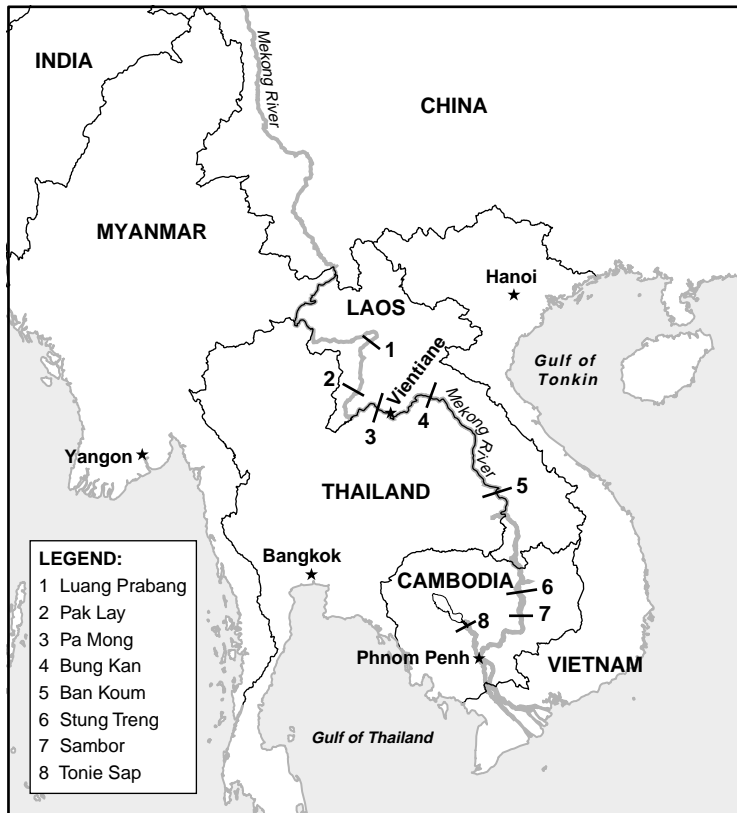 INDIA
Mekong River
CHINA
MYANMAR
Hanoi
LAOS
1
Gulf of
Tonkin
2
Vientiane
3
4
Mekong River
Yangon
THAILAND
5
LEGEND:
1 Luang Prabang
2 Pak Lay
3 Pa Mong
4 Bung Kan
5 Ban Koum
6 Stung Treng
7 Sambor
8 Tonie Sap
Bangkok
CAMBODIA
6
7
8
Phnom Penh
VIETNAM
Gulf of Thailand